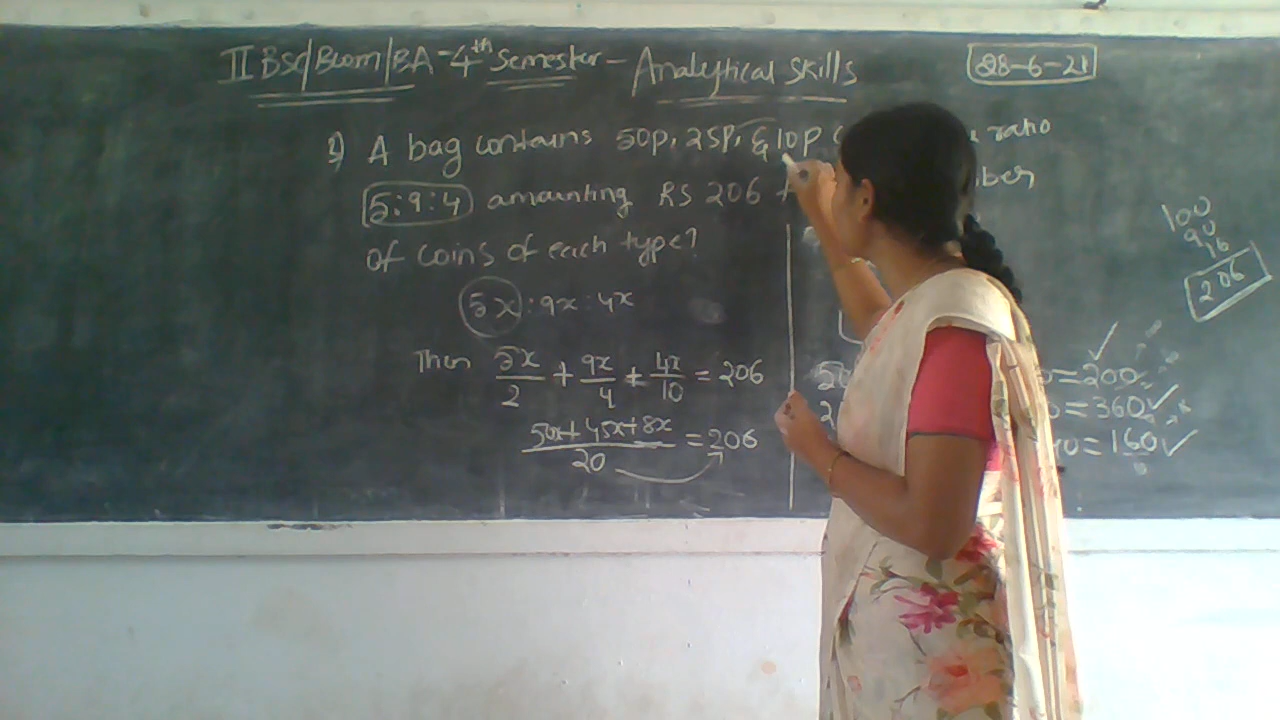 II BSc/Bcom/BA - 4th Semester - Analytical Skills
28-6-21
1) A bag contains 50p, 25p, & 10p ratio
5:9:4 amounting RS 206
of coins of each type?
5x : 9x : 4x
Then 5x/2 + 9x/4 + 4x/10 = 206
50x + 45x + 8x / 20 = 206
= 200
= 360 ✓
= 160 ✓
100
90
16
206